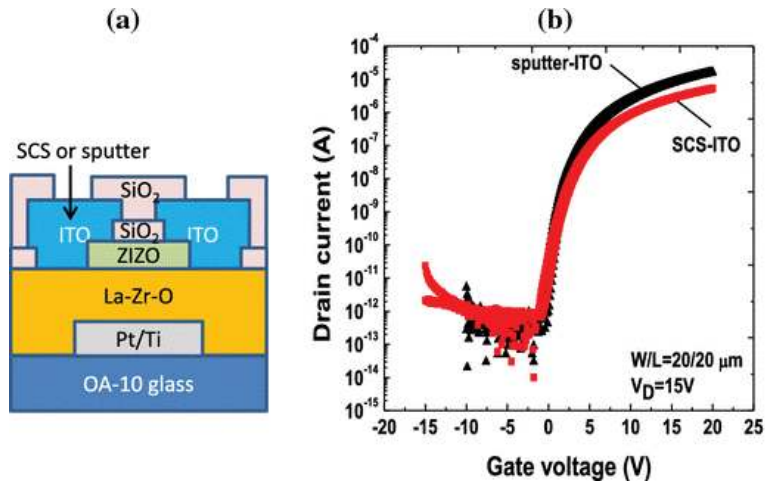 (a)
SCS or sputter
SiO2
ITO
SiO2
ITO
ZIZO
La-Zr-O
Pt/Ti
OA-10 glass
(b)
Drain current (A)
10-4
10-5
10-6
10-7
10-8
10-9
10-10
10-11
10-12
10-13
10-14
10-15
sputter-ITO
SCS-ITO
W/L=20/20 μm
VD=15V
-20 -15 -10 -5 0 5 10 15 20 25
Gate voltage (V)